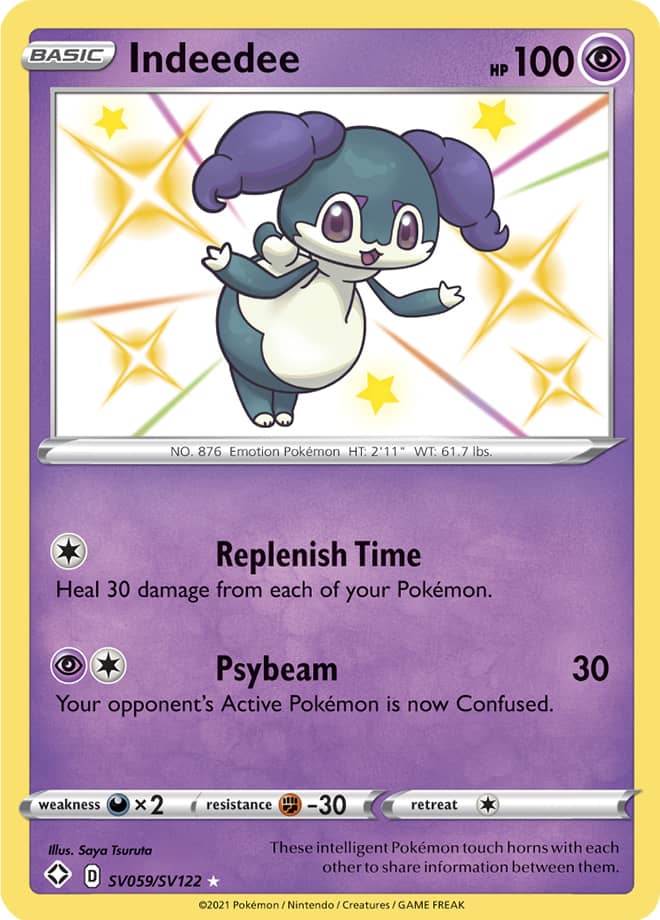 BASIC Indeedee HP 100
NO. 876 Emotion Pokémon HT: 2'11" WT: 61.7 lbs.
Replenish Time
Heal 30 damage from each of your Pokémon.
Psybeam 30
Your opponent's Active Pokémon is now Confused.
weakness ×2 resistance -30 retreat
Illus. Saya Tsuruta
These intelligent Pokémon touch horns with each
other to share information between them.
D SV059/SV122
©2021 Pokémon / Nintendo / Creatures / GAME FREAK